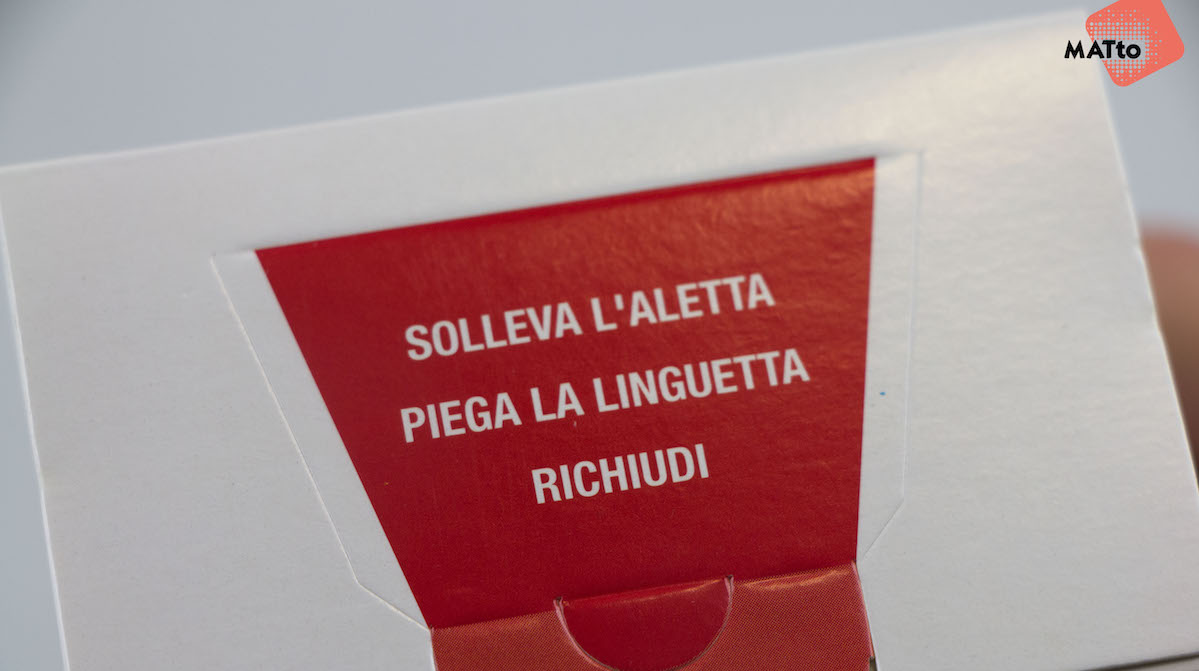 MATto
SOLLEVA L'ALETTA
PIEGA LA LINGUETTA
RICHIUDI